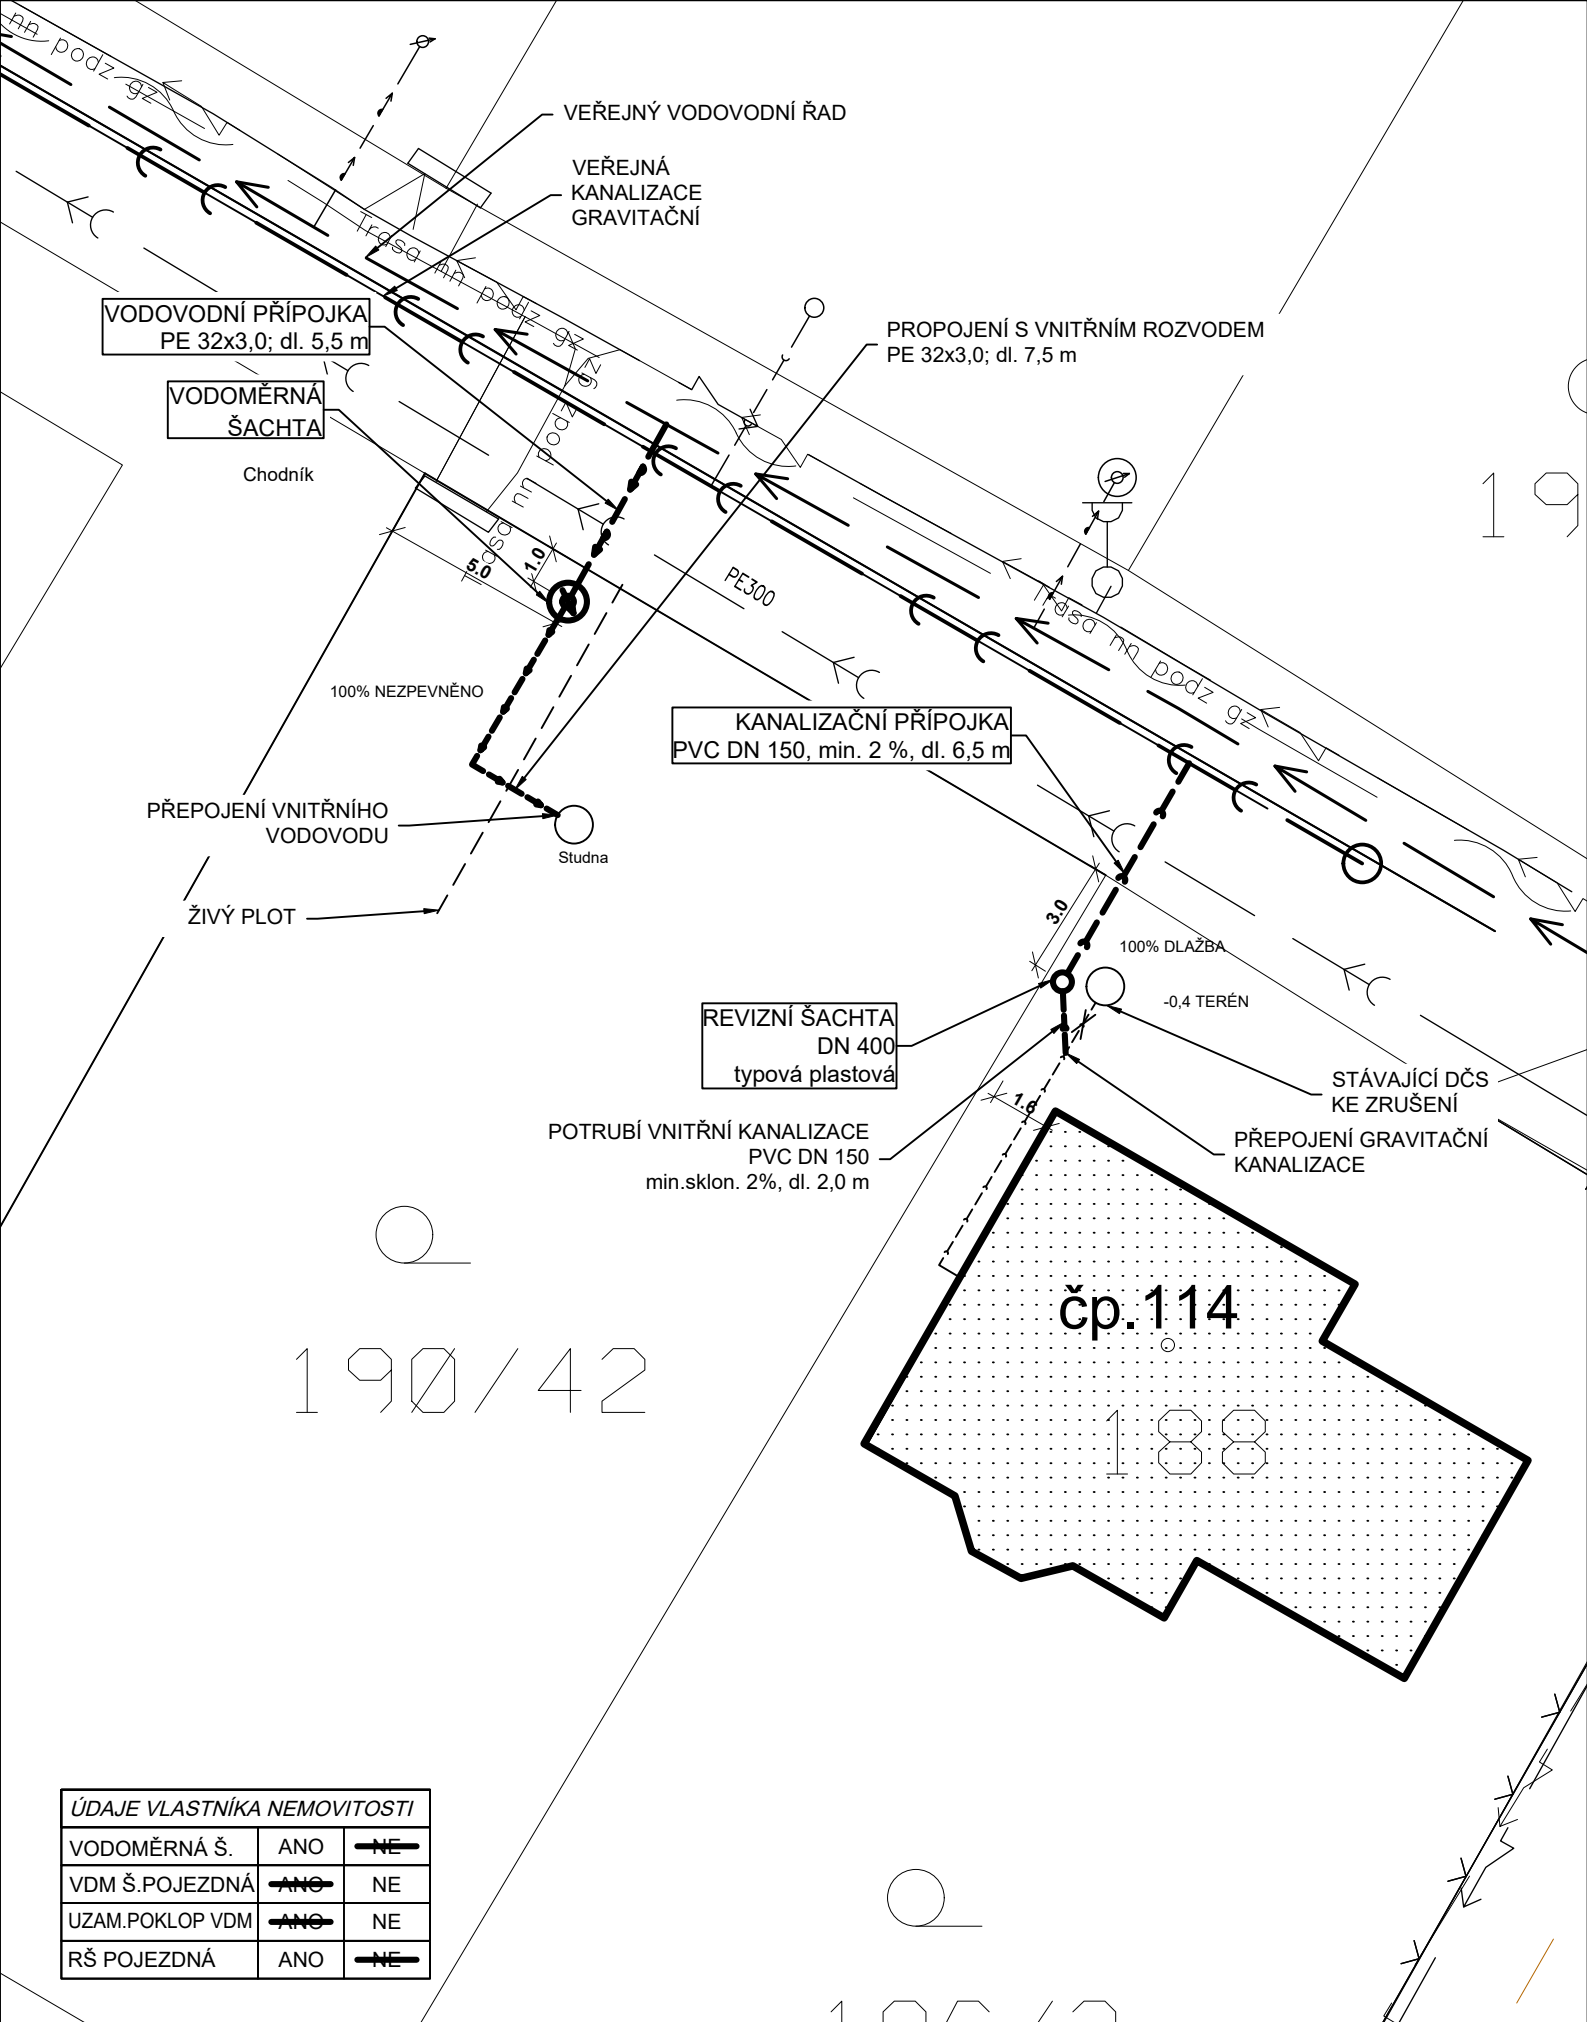 nn podz gz
VEŘEJNÝ VODOVODNÍ ŘAD
VEŘEJNÁ
KANALIZACE
GRAVITAČNÍ
Trasa nn podz gz
VODOVODNÍ PŘÍPOJKA
PE 32x3,0; dl. 5,5 m
PROPOJENÍ S VNITŘNÍM ROZVODEM
PE 32x3,0; dl. 7,5 m
VODOMĚRNÁ
ŠACHTA
Chodník
nn podz gz
19
5.0
1.0
PE300
Trasa nn podz gz
100% NEZPEVNĚNO
KANALIZAČNÍ PŘÍPOJKA
PVC DN 150, min. 2 %, dl. 6,5 m
PŘEPOJENÍ VNITŘNÍHO
VODOVODU
Studna
ŽIVÝ PLOT
3.0
100% DLAŽBA
-0,4 TERÉN
REVIZNÍ ŠACHTA
DN 400
typová plastová
STÁVAJÍCÍ DČS
KE ZRUŠENÍ
1.6
POTRUBÍ VNITŘNÍ KANALIZACE
PVC DN 150
min.sklon. 2%, dl. 2,0 m
PŘEPOJENÍ GRAVITAČNÍ
KANALIZACE
čp.114
190/42
188
ÚDAJE VLASTNÍKA NEMOVITOSTI
VODOMĚRNÁ Š. ANO NE
VDM Š.POJEZDNÁ ANO NE
UZAM.POKLOP VDM ANO NE
RŠ POJEZDNÁ ANO NE